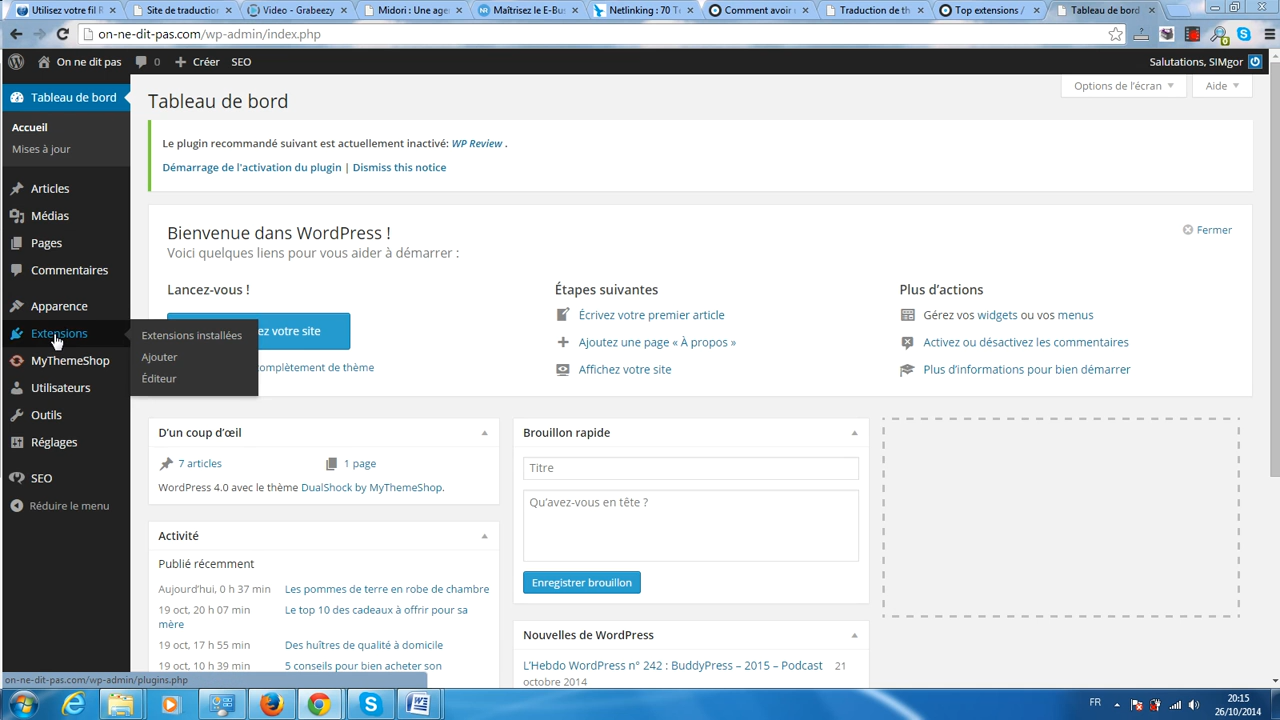 Utilisez votre fil R
Site de traduction
Video - Grabeezy
Midori : Une age
Maîtrisez le E-Bus
Netlinking : 70 T
Comment avoir
Traduction de th
Top extensions /
Tableau de bord
on-ne-dit-pas.com/wp-admin/index.php
On ne dit pas
0
Créer
SEO
Salutations, SIMgor
Tableau de bord
Accueil
Mises à jour
Articles
Médias
Pages
Commentaires
Apparence
Extensions
MyThemeShop
Utilisateurs
Outils
Réglages
SEO
Réduire le menu
Extensions installées
Ajouter
Éditeur
Tableau de bord
Options de l'écran
Aide
Le plugin recommandé suivant est actuellement inactivé: WP Review .
Démarrage de l'activation du plugin | Dismiss this notice
Bienvenue dans WordPress !
Voici quelques liens pour vous aider à démarrer :
Fermer
Lancez-vous !
ez votre site
complètement de thème
Étapes suivantes
Écrivez votre premier article
Ajoutez une page « À propos »
Affichez votre site
Plus d'actions
Gérez vos widgets ou vos menus
Activez ou désactivez les commentaires
Plus d'informations pour bien démarrer
D'un coup d'œil
7 articles
1 page
WordPress 4.0 avec le thème DualShock by MyThemeShop.
Activité
Publié récemment
Aujourd'hui, 0 h 37 min Les pommes de terre en robe de chambre
19 oct, 20 h 07 min Le top 10 des cadeaux à offrir pour sa
mère
19 oct, 17 h 55 min Des huîtres de qualité à domicile
19 oct, 10 h 39 min 5 conseils pour bien acheter son
Brouillon rapide
Titre
Qu'avez-vous en tête ?
Enregistrer brouillon
Nouvelles de WordPress
L'Hebdo WordPress n° 242 : BuddyPress – 2015 – Podcast 21
octobre 2014
on-ne-dit-pas.com/wp-admin/plugins.php
FR
20:15
26/10/2014